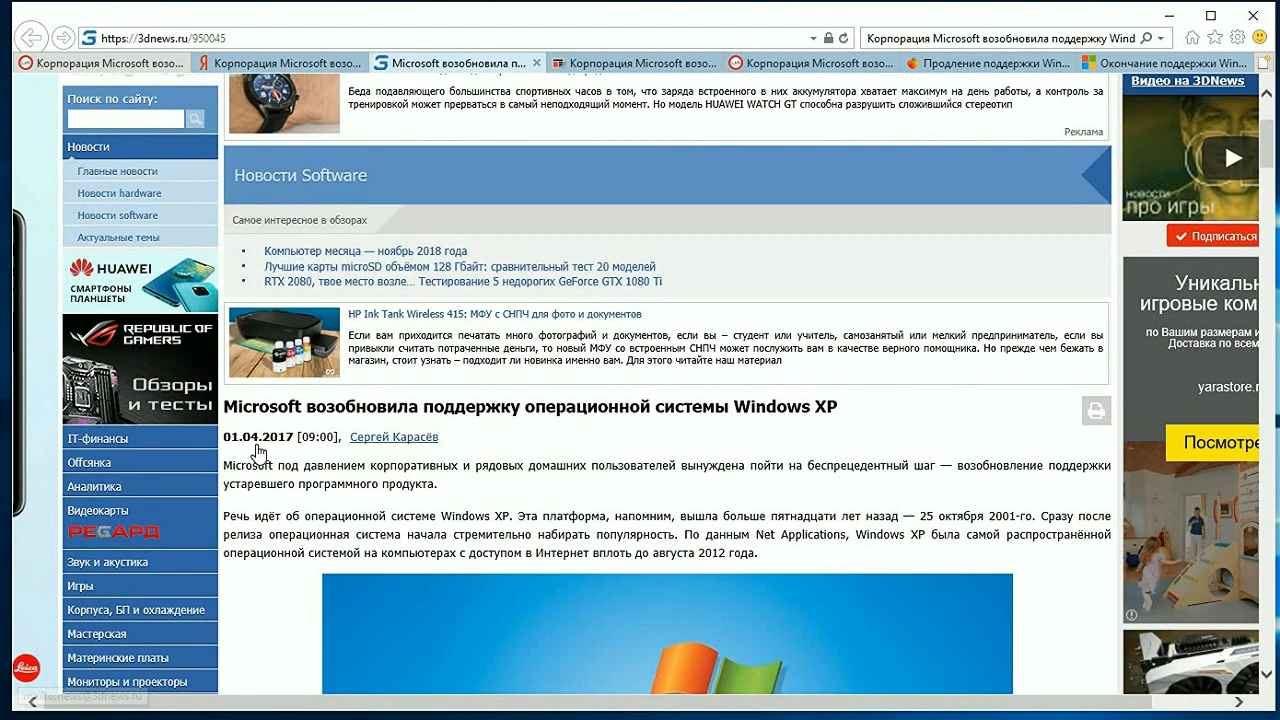 https://3dnews.ru/950045
Корпорация Microsoft возобновила поддержку Wind
Корпорация Microsoft возоб...
Корпорация Microsoft возоб...
Microsoft возобновила п...
Корпорация Microsoft возоб...
Корпорация Microsoft возоб...
Продление поддержки Win...
Окончание поддержки Win...
Поиск по сайту:
Новости
Главные новости
Новости hardware
Новости software
Актуальные темы
HUAWEI
СМАРТФОНЫ
ПЛАНШЕТЫ
REPUBLIC OF
GAMERS
Обзоры
и тесты
IT-финансы
Offсянка
Аналитика
Видеокарты
РЕГАРД
Звук и акустика
Игры
Корпуса, БП и охлаждение
Мастерская
Материнские платы
Мониторы и проекторы
Leica
mailto:news@3dnews.ru
Беда подавляющего большинства спортивных часов в том, что заряда встроенного в них аккумулятора хватает максимум на день работы, а контроль за
тренировкой может прерваться в самый неподходящий момент. Но модель HUAWEI WATCH GT способна разрушить сложившийся стереотип
Реклама
Новости Software
Самое интересное в обзорах
Компьютер месяца — ноябрь 2018 года
Лучшие карты microSD объёмом 128 Гбайт: сравнительный тест 20 моделей
RTX 2080, твое место возле... Тестирование 5 недорогих GeForce GTX 1080 Ti
HP Ink Tank Wireless 415: МФУ с СНПЧ для фото и документов
Если вам приходится печатать много фотографий и документов, если вы – студент или учитель, самозанятый или мелкий предприниматель, если вы
привыкли считать потраченные деньги, то новый МФУ со встроенным СНПЧ может послужить вам в качестве верного помощника. Но прежде чем бежать в
магазин, стоит узнать – подходит ли новинка именно вам. Для этого читайте наш материал
Microsoft возобновила поддержку операционной системы Windows XP
01.04.2017 [09:00], Сергей Карасёв
Microsoft под давлением корпоративных и рядовых домашних пользователей вынуждена пойти на беспрецедентный шаг — возобновление поддержки
устаревшего программного продукта.
Речь идёт об операционной системе Windows XP. Эта платформа, напомним, вышла больше пятнадцати лет назад — 25 октября 2001-го. Сразу после
релиза операционная система начала стремительно набирать популярность. По данным Net Applications, Windows XP была самой распространённой
операционной системой на компьютерах с доступом в Интернет вплоть до августа 2012 года.
Видео на 3DNews
новости
про игры
Подписаться
Уникальн
игровые ком
по Вашим размерам и
Доставка по всем
yarastore.r
Посмотре